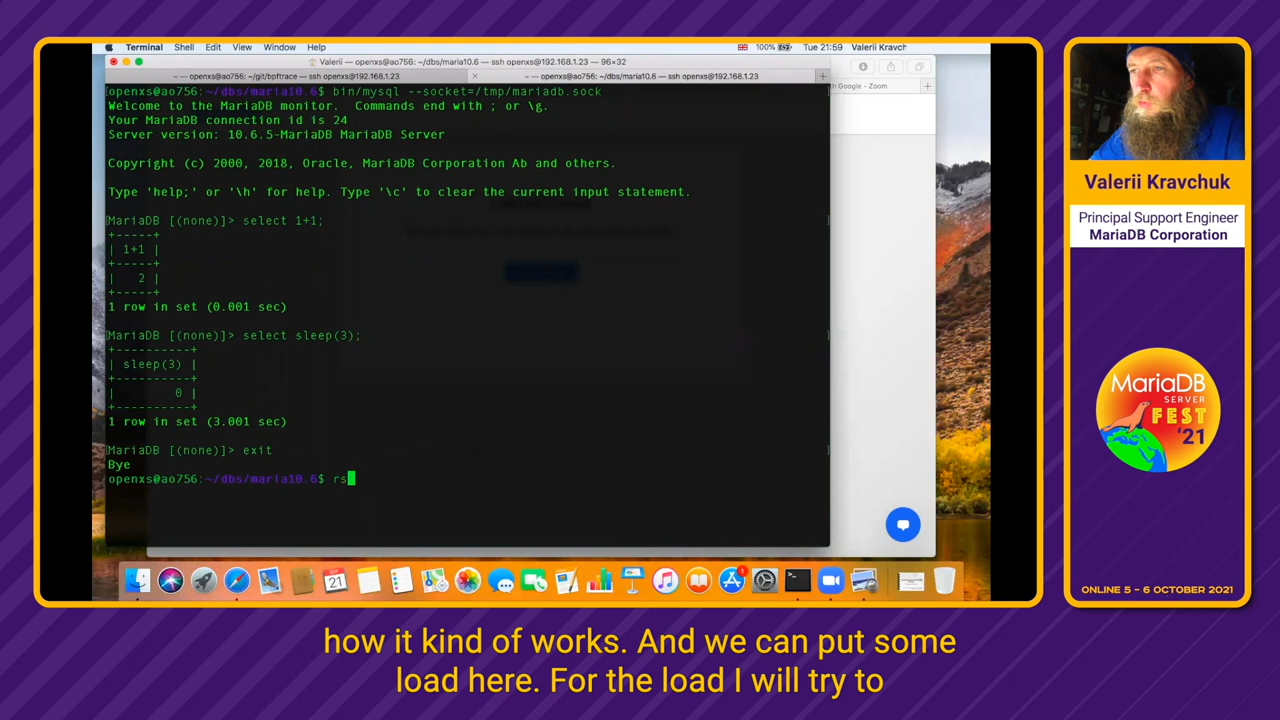 Terminal Shell Edit View Window Help
100% Tue 21:59 Valerii Kravch
Valerii — openxs@ao756: ~/dbs/maria10.6 — ssh openxs@192.168.1.23 — 96×32
~ — openxs@ao756: ~/git/bpftrace — ssh openxs@192.168.1.23
~ — openxs@ao756: ~/dbs/maria10.6 — ssh openxs@192.168.1.23
th Google - Zoom
openxs@ao756:~/dbs/maria10.6$ bin/mysql --socket=/tmp/mariadb.sock
Welcome to the MariaDB monitor.  Commands end with ; or \g.
Your MariaDB connection id is 24
Server version: 10.6.5-MariaDB MariaDB Server
Copyright (c) 2000, 2018, Oracle, MariaDB Corporation Ab and others.
Type 'help;' or '\h' for help. Type '\c' to clear the current input statement.
MariaDB [(none)]> select 1+1;
+-----+
| 1+1 |
+-----+
|   2 |
+-----+
1 row in set (0.001 sec)
MariaDB [(none)]> select sleep(3);
+----------+
| sleep(3) |
+----------+
|        0 |
+----------+
1 row in set (3.001 sec)
MariaDB [(none)]> exit
Bye
openxs@ao756:~/dbs/maria10.6$ rs
SEP
21
1
Valerii Kravchuk
Principal Support Engineer
MariaDB Corporation
MariaDB
SERVER
FEST
'21
ONLINE 5 – 6 OCTOBER 2021
how it kind of works. And we can put some
load here. For the load I will try to